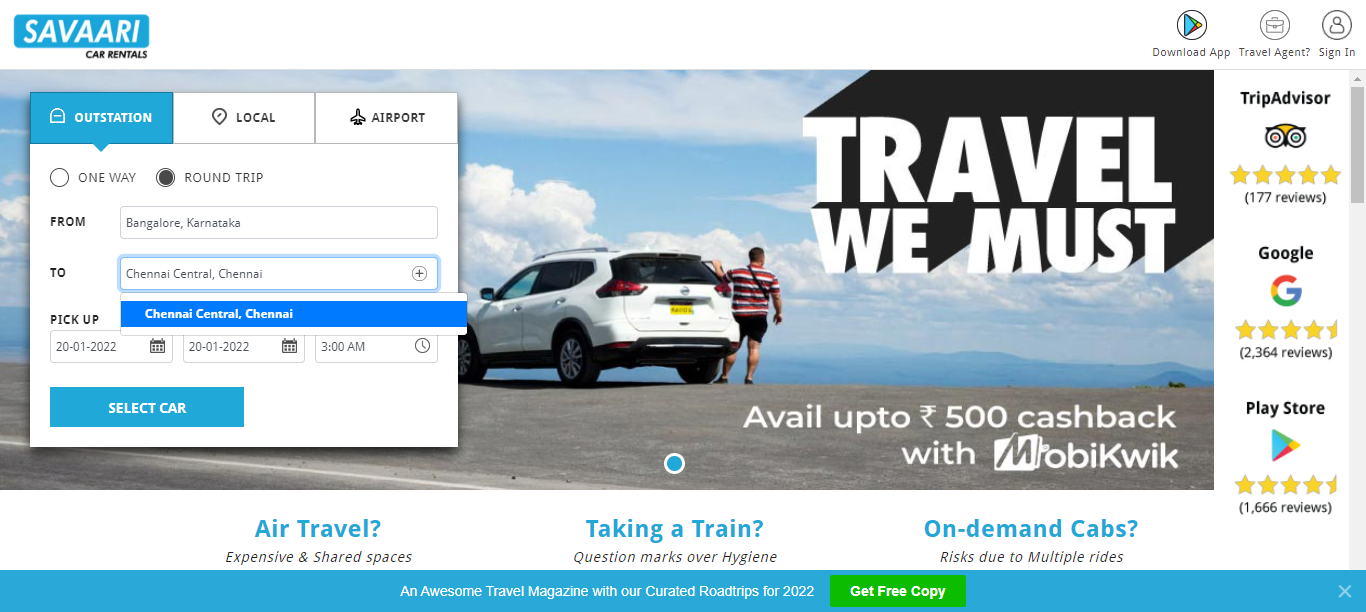 SAVAARI
CAR RENTALS
Download App
Travel Agent?
Sign In
OUTSTATION
LOCAL
AIRPORT
ONE WAY
ROUND TRIP
FROM
Bangalore, Karnataka
TO
Chennai Central, Chennai
Chennai Central, Chennai
PICK UP
20-01-2022
20-01-2022
3:00 AM
SELECT CAR
TRAVEL
WE MUST
Avail upto ₹ 500 cashback
with MobiKwik
TripAdvisor
(177 reviews)
Google
(2,364 reviews)
Play Store
(1,666 reviews)
Air Travel?
Expensive & Shared spaces
Taking a Train?
Question marks over Hygiene
On-demand Cabs?
Risks due to Multiple rides
An Awesome Travel Magazine with our Curated Roadtrips for 2022
Get Free Copy